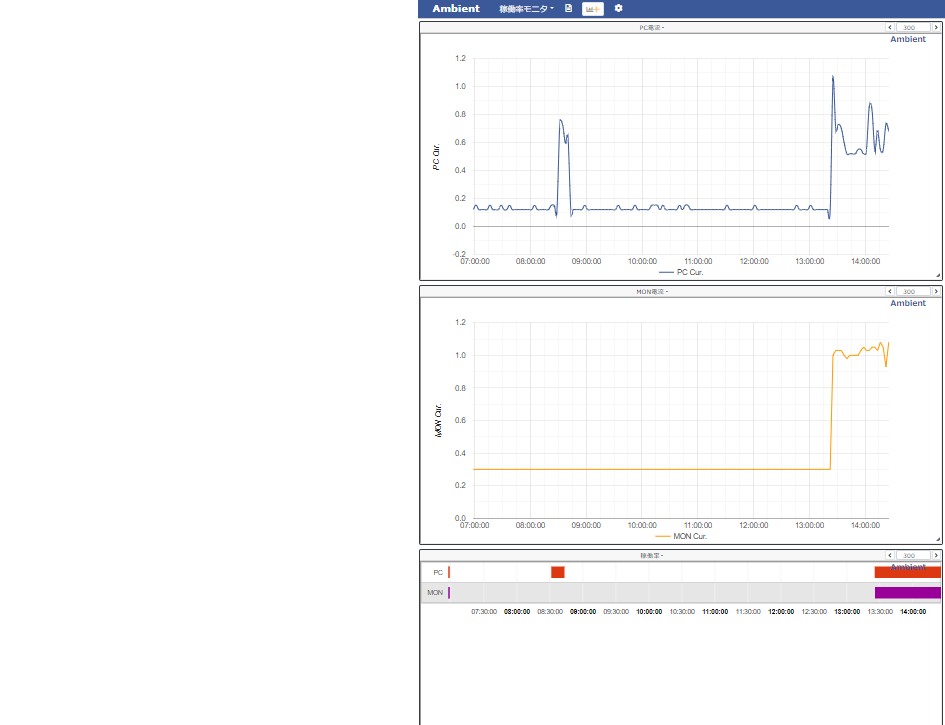 Ambient 稼働率モニタ
PC電流
300
Ambient
1.2
1.0
0.8
0.6
0.4
0.2
0.0
-0.2
PC Cur.
07:00:00 08:00:00 09:00:00 10:00:00 11:00:00 12:00:00 13:00:00 14:00:00
PC Cur.
MON電流
300
Ambient
1.2
1.0
0.8
0.6
0.4
0.2
0.0
MON Cur.
07:00:00 08:00:00 09:00:00 10:00:00 11:00:00 12:00:00 13:00:00 14:00:00
MON Cur.
稼働率
300
Ambient
PC
MON
07:30:00 08:00:00 08:30:00 09:00:00 09:30:00 10:00:00 10:30:00 11:00:00 11:30:00 12:00:00 12:30:00 13:00:00 13:30:00 14:00:00